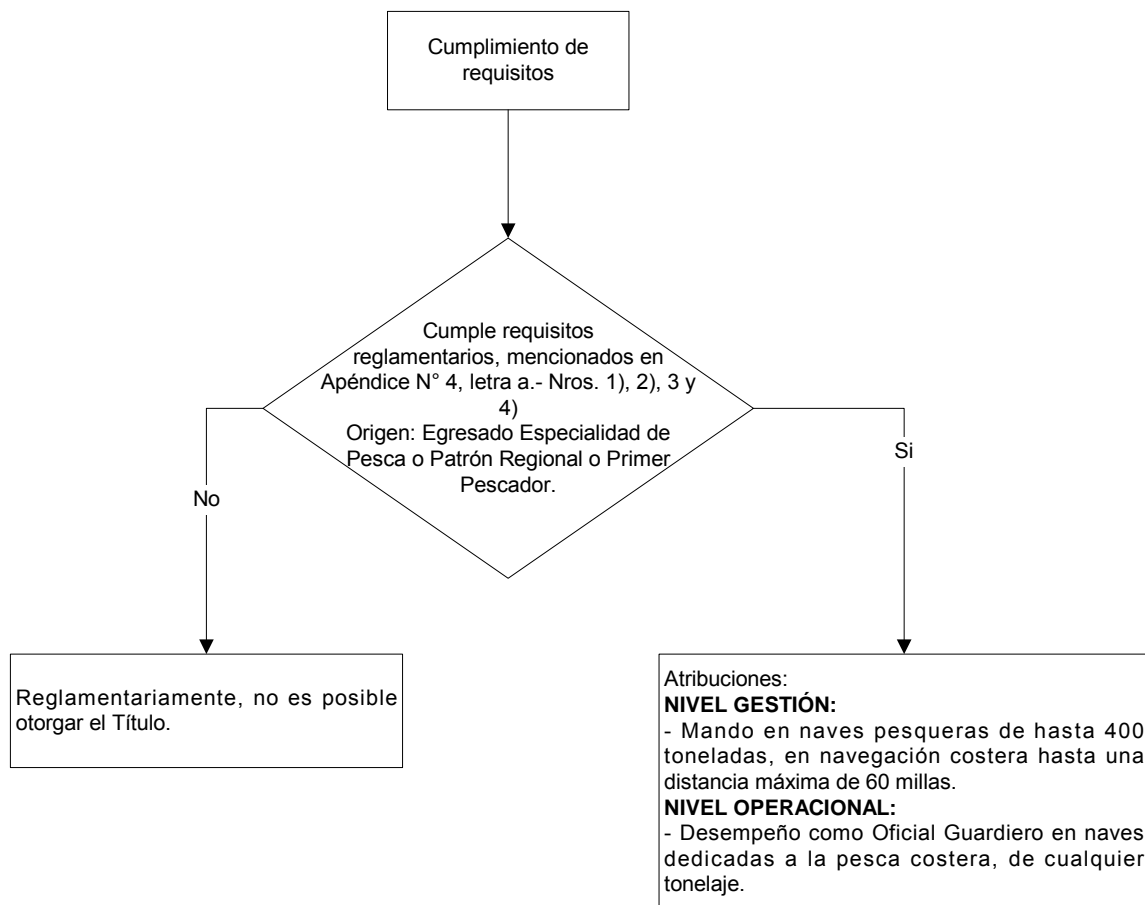 Cumplimiento de
requisitos
Cumple requisitos
reglamentarios, mencionados en
Apéndice N° 4, letra a.- Nros. 1), 2), 3 y
4)
Origen: Egresado Especialidad de
Pesca o Patrón Regional o Primer
Pescador.
No
Si
Reglamentariamente, no es posible
otorgar el Título.
Atribuciones:
NIVEL GESTIÓN:
- Mando en naves pesqueras de hasta 400
toneladas, en navegación costera hasta una
distancia máxima de 60 millas.
NIVEL OPERACIONAL:
- Desempeño como Oficial Guardiero en naves
dedicadas a la pesca costera, de cualquier
tonelaje.